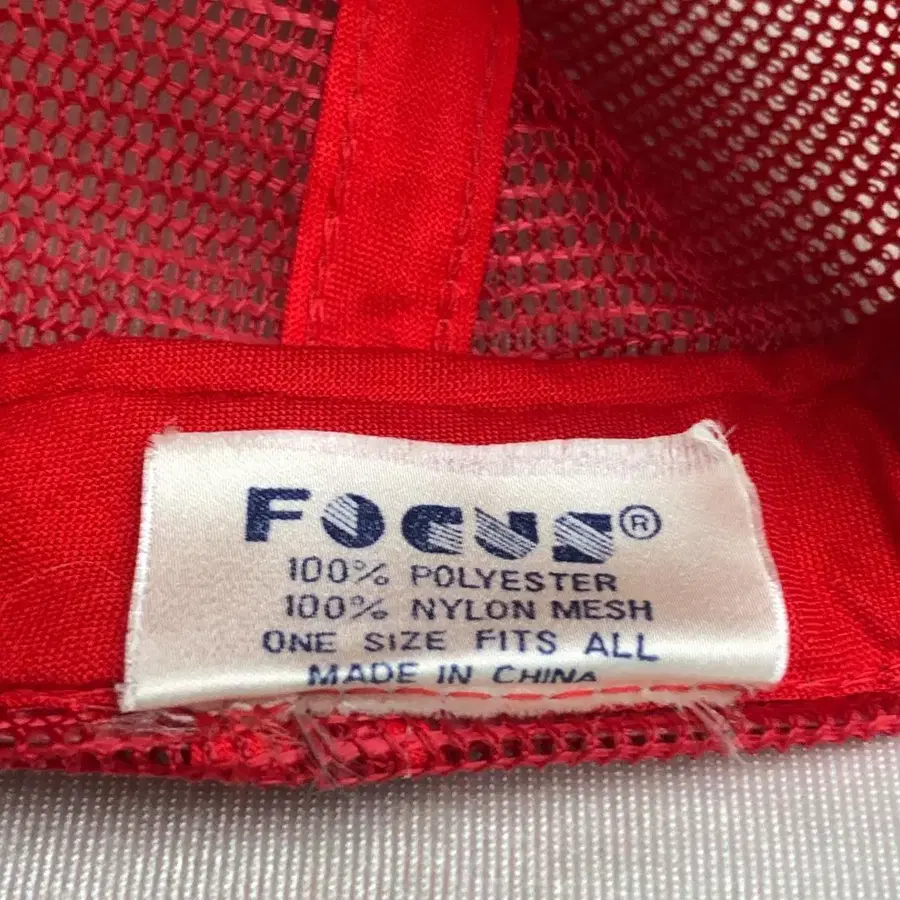 FOCUS®
100% POLYESTER
100% NYLON MESH
ONE SIZE FITS ALL
MADE IN CHINA